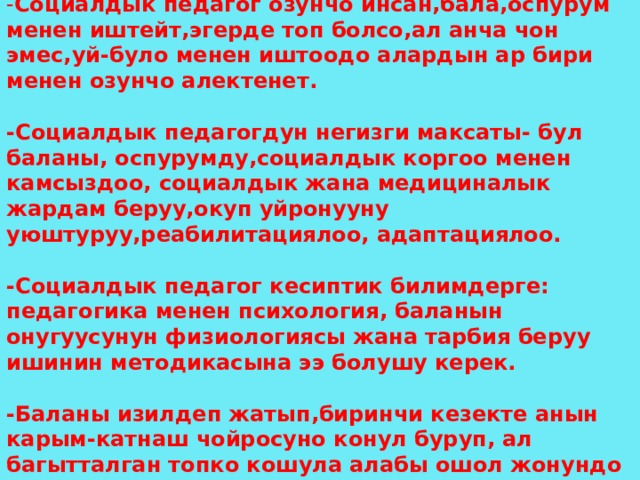 -Социалдык педагог озунчо инсан,бала,оспурум
менен иштейт,эгерде топ болсо,ал анча чон
эмес,уй-було менен иштоодо алардын ар бири
менен озунчо алектенет.
-Социалдык педагогдун негизги максаты- бул
баланы, оспурумду,социалдык коргоо менен
камсыздоо, социалдык жана медициналык
жардам беруу,окуп уйронууну
уюштуруу,реабилитациялоо, адаптациялоо.
-Социалдык педагог кесиптик билимдерге:
педагогика менен психология, баланын
онугуусунун физиологиясы жана тарбия беруу
ишинин методикасына ээ болушу керек.
-Баланы изилдеп жатып,биринчи кезекте анын
карым-катнаш чойросуно конул буруп, ал
багытталган топко кошула алабы ошол жонундо